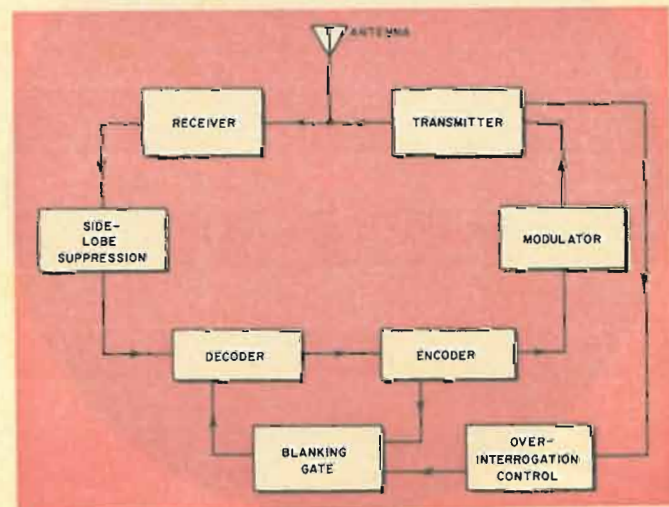 ANTENNA
RECEIVER
TRANSMITTER
SIDE-
LOBE
SUPPRESSION
MODULATOR
DECODER
ENCODER
BLANKING
GATE
OVER-
INTERROGATION
CONTROL